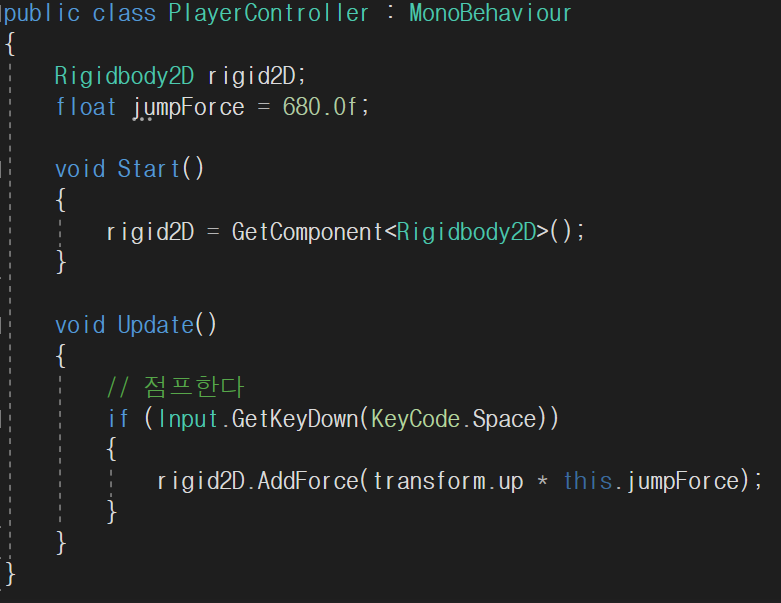 public class PlayerController : MonoBehaviour
{
Rigidbody2D rigid2D;
float jumpForce = 680.0f;
void Start()
{
rigid2D = GetComponent<Rigidbody2D>();
}
void Update()
{
// 점프한다
if (Input.GetKeyDown(KeyCode.Space))
{
rigid2D.AddForce(transform.up * this.jumpForce);
}
}
}